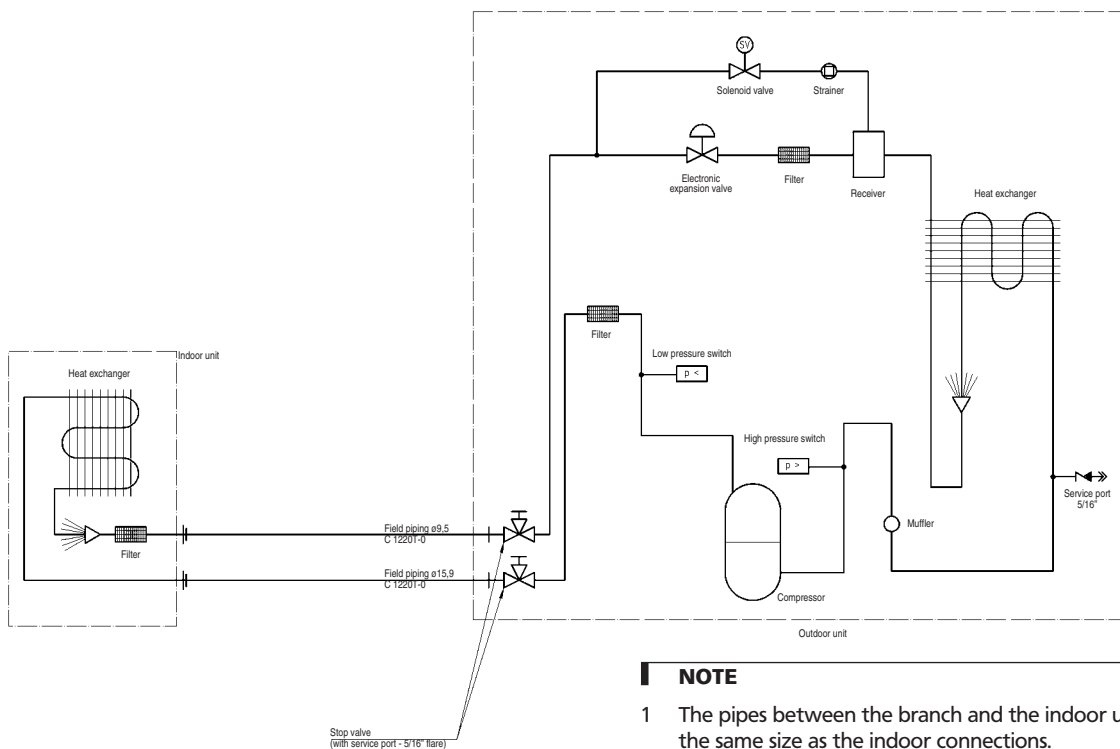 SV
Solenoid valve
Strainer
Electronic
expansion valve
Filter
Receiver
Heat exchanger
Filter
Low pressure switch
p <
Indoor unit
Heat exchanger
High pressure switch
p >
Service port
5/16"
Muffler
Filter
Field piping ø9,5
C 1220T-0
Field piping ø15,9
C 1220T-0
Compressor
Outdoor unit
Stop valve
(with service port - 5/16" flare)
NOTE
1 The pipes between the branch and the indoor u
the same size as the indoor connections.